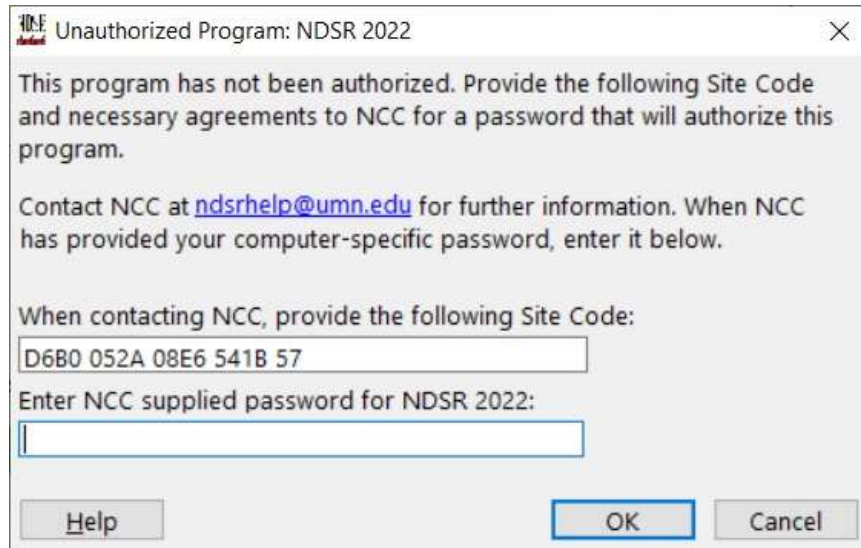 Unauthorized Program: NDSR 2022
This program has not been authorized. Provide the following Site Code
and necessary agreements to NCC for a password that will authorize this
program.
Contact NCC at ndsrhelp@umn.edu for further information. When NCC
has provided your computer-specific password, enter it below.
When contacting NCC, provide the following Site Code:
D6B0 052A 08E6 541B 57
Enter NCC supplied password for NDSR 2022:
Help
OK
Cancel